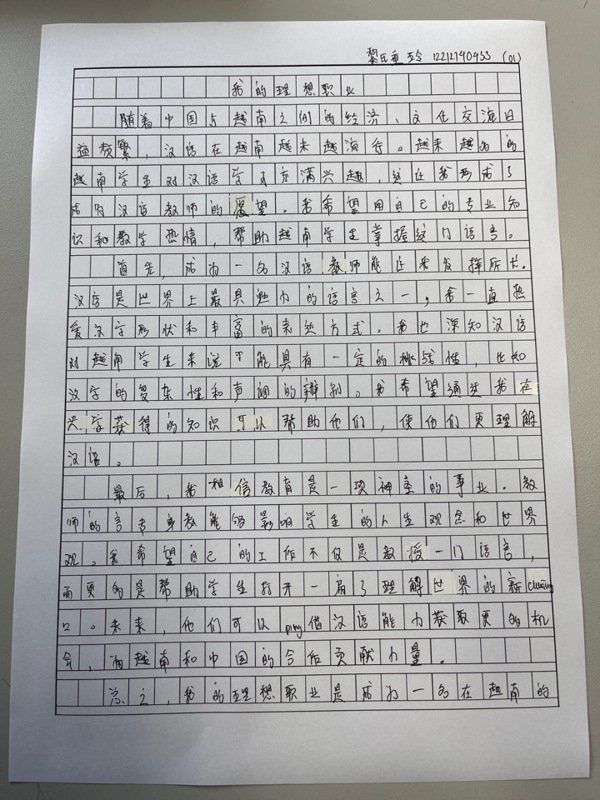 黎氏垂玲 12212740455 (01)
我的理想职业
随着中国与越南之间的经济、文化交流日
益频繁,汉语在越南越来越流行。越来越多的
越南学生对汉语学习充满兴趣,这让我形成了
成为汉语教师的愿望。我希望用自己的专业知
识和教学热情,帮助越南学生掌握这门语言。
首先,成为一名汉语教师能让我发挥所长。
汉语是世界上最具魅力的语言之一,我一直热
爱汉字形状和丰富的表达方式。我也深知汉语
对越南学生来说可能具有一定的挑战性,比如
汉字的复杂性和声调的辨别。我希望通过我在
大学获得的知识可以帮助他们,使他们更理解
汉语。
最后,我相信教育是一项神圣的事业。教
师的言传身教能够影响学生的人生观念和世界
观。我希望自己的工作不仅是教授一门语言,
而更多的是帮助学生打开一扇了理解世界的新chuāng
口。未来,他们可以ping借汉语能力获取更多机
会,为越南和中国的合作贡献力量。
总之,我的理想职业是成为一名在越南的